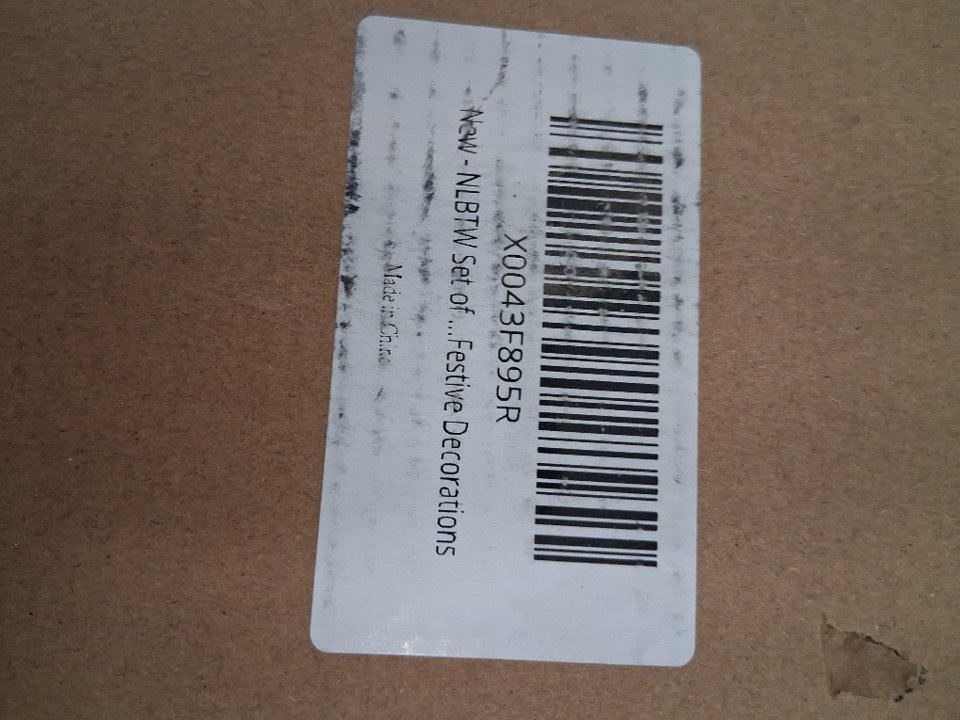 X0043F895R
New - NLBTW Set of ...Festive Decorations
Made in China